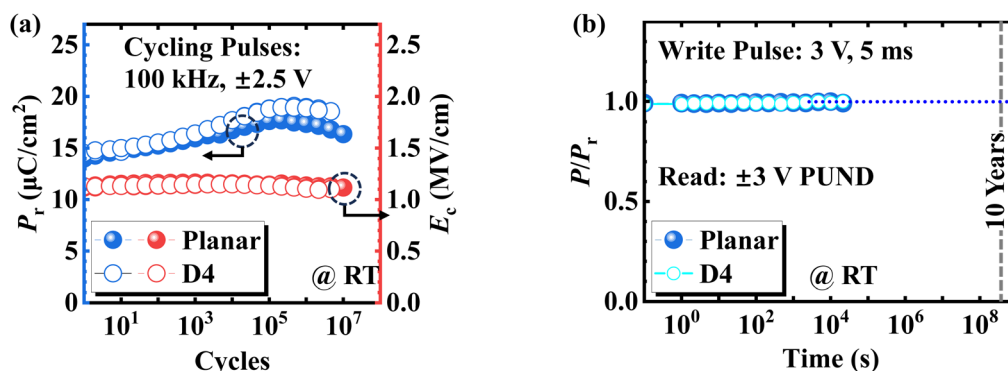 (a)
Cycling Pulses:
100 kHz, ±2.5 V
25
20
15
10
5
0
Pr (μC/cm²)
2.5
2.0
1.5
1.0
0.5
0.0
Ec (MV/cm)
Planar
D4
@ RT
10¹ 10³ 10⁵ 10⁷
Cycles
(b)
Write Pulse: 3 V, 5 ms
1.0
0.5
0.0
P/Pr
Read: ±3 V PUND
10 Years
Planar
D4
@ RT
10⁰ 10² 10⁴ 10⁶ 10⁸
Time (s)